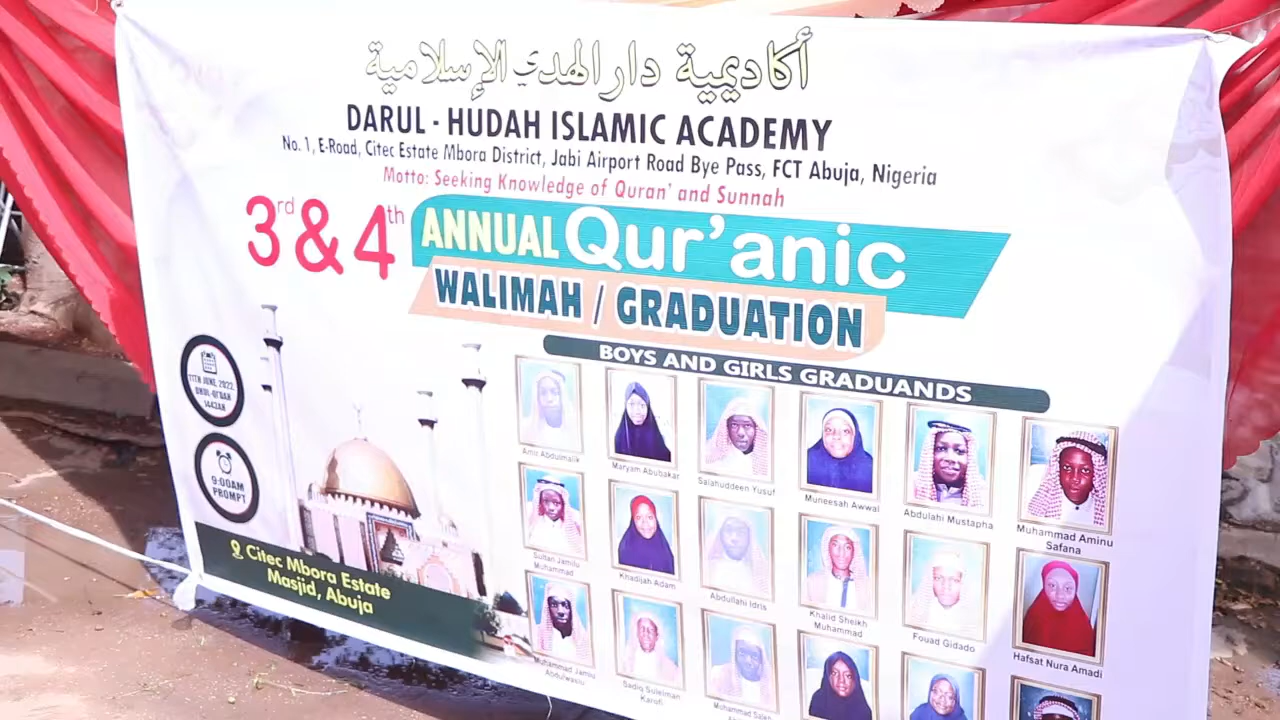 أكاديمية دار الهدى الإسلامية
DARUL - HUDAH ISLAMIC ACADEMY
No. 1, E-Road, Citec Estate Mbora District, Jabi Airport Road Bye Pass, FCT Abuja, Nigeria
Motto: Seeking Knowledge of Quran' and Sunnah
3rd & 4th ANNUAL Qur'anic
WALIMAH / GRADUATION
BOYS AND GIRLS GRADUANDS
11TH JUNE, 2022
9:00AM
PROMPT
Citec Mbora Estate
Masjid, Abuja
Amir Abdulmalik
Maryam Abubakar
Salahuddeen Yusuf
Muneesah Awwal
Abdulahi Mustapha
Muhammad Aminu
Safana
Sultan Jamilu
Muhammad
Khadijah Adam
Abdullahi Idris
Khalid Sheikh
Muhammad
Fouad Gidado
Hafsat Nura Amadi
Muhammad Jamiu
Abdulwasiu
Sadiq Suleiman
Karofi
Muhammad Saleh